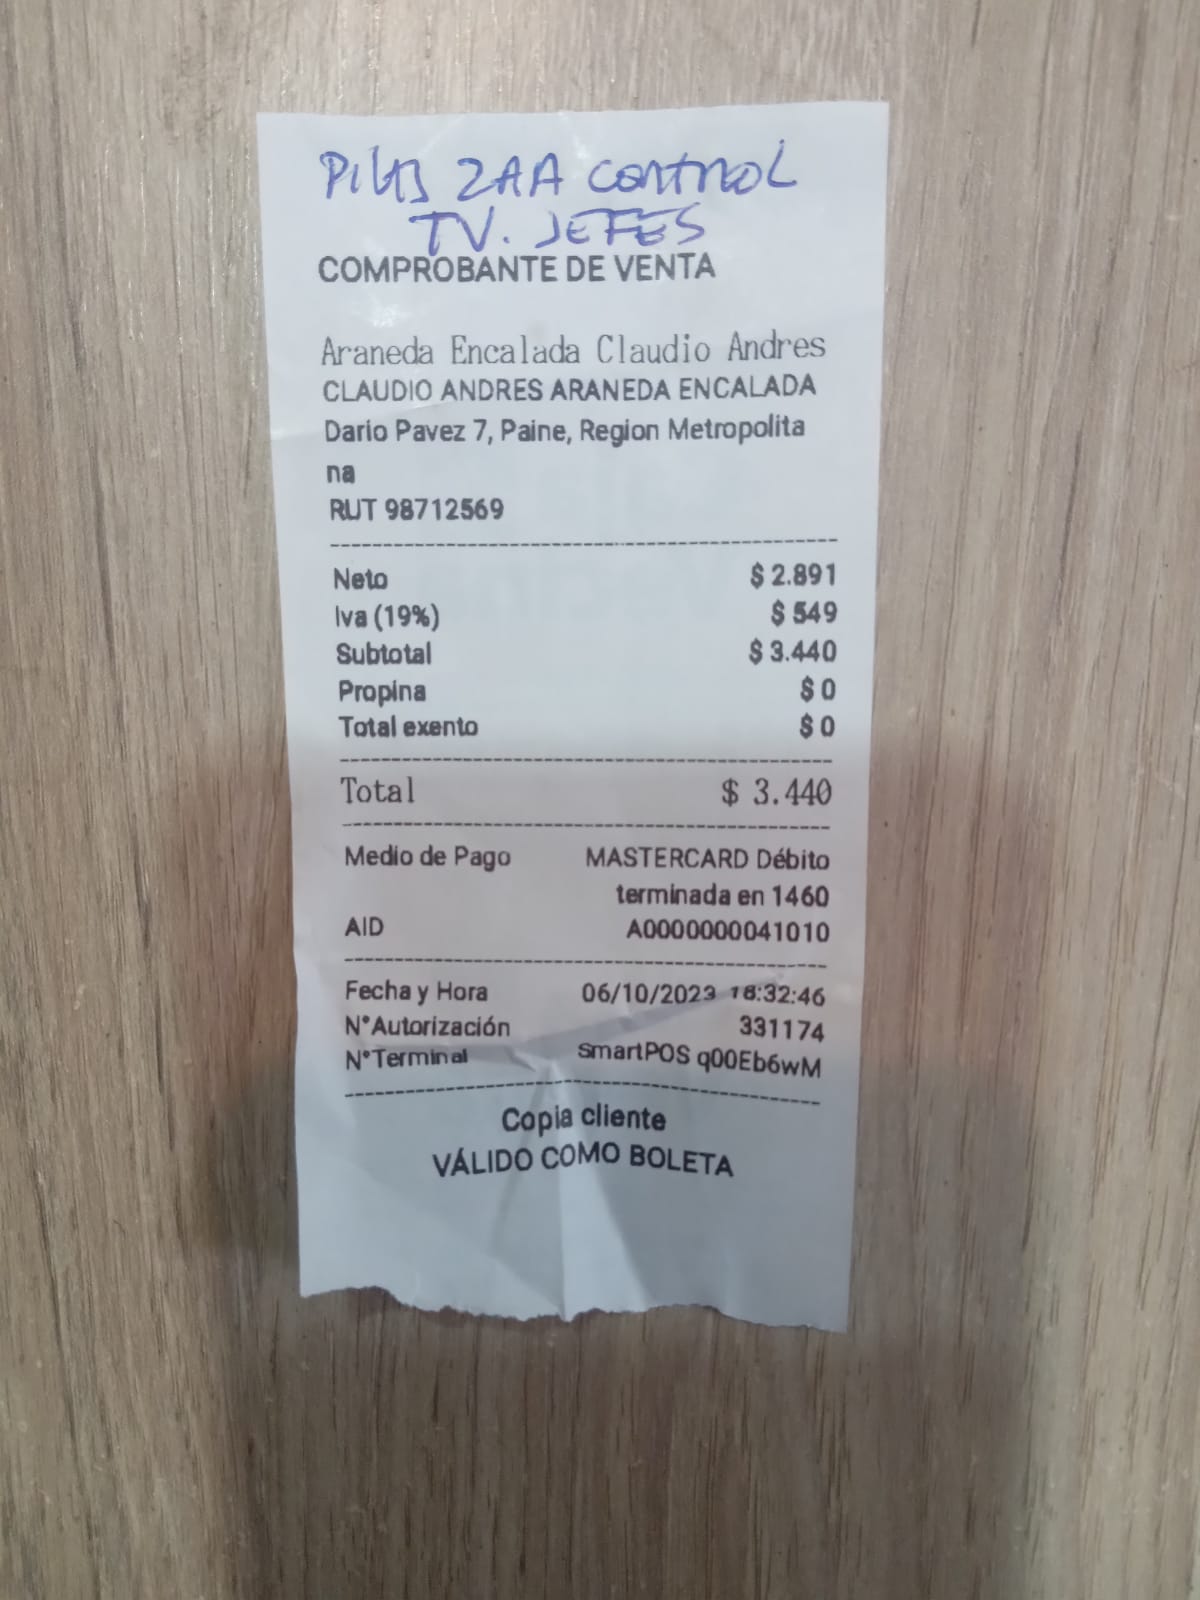 Pilas 2AA control
TV. JEFES
COMPROBANTE DE VENTA
Araneda Encalada Claudio Andres
CLAUDIO ANDRES ARANEDA ENCALADA
Dario Pavez 7, Paine, Region Metropolita
na
RUT 98712569
Neto $ 2.891
Iva (19%) $ 549
Subtotal $ 3.440
Propina $ 0
Total exento $ 0
Total $ 3.440
Medio de Pago MASTERCARD Débito
terminada en 1460
AID A0000000041010
Fecha y Hora 06/10/2023 18:32:46
N°Autorización 331174
N°Terminal SmartPOS q00Eb6wM
Copia cliente
VÁLIDO COMO BOLETA